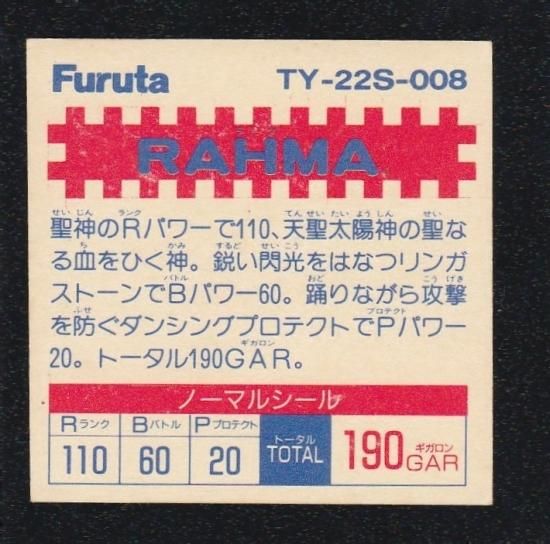 Furuta TY-22S-008
RAHMA
聖神のRパワーで110、天聖太陽神の聖な
る血をひく神。鋭い閃光をはなつリンガ
ストーンでBパワー60。踊りながら攻撃
を防ぐダンシングプロテクトでPパワー
20。トータル190GAR。
ノーマルシール
Rランク Bバトル Pプロテクト トータル TOTAL 190 ギガロン GAR
110 60 20